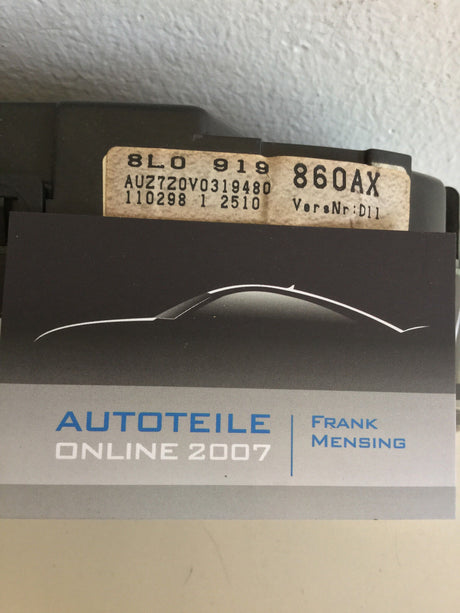 8L0 919 860AX
AUZ7Z0V0319480
110298 1 2510 VersNr:D11
AUTOTEILE
ONLINE 2007
FRANK
MENSING